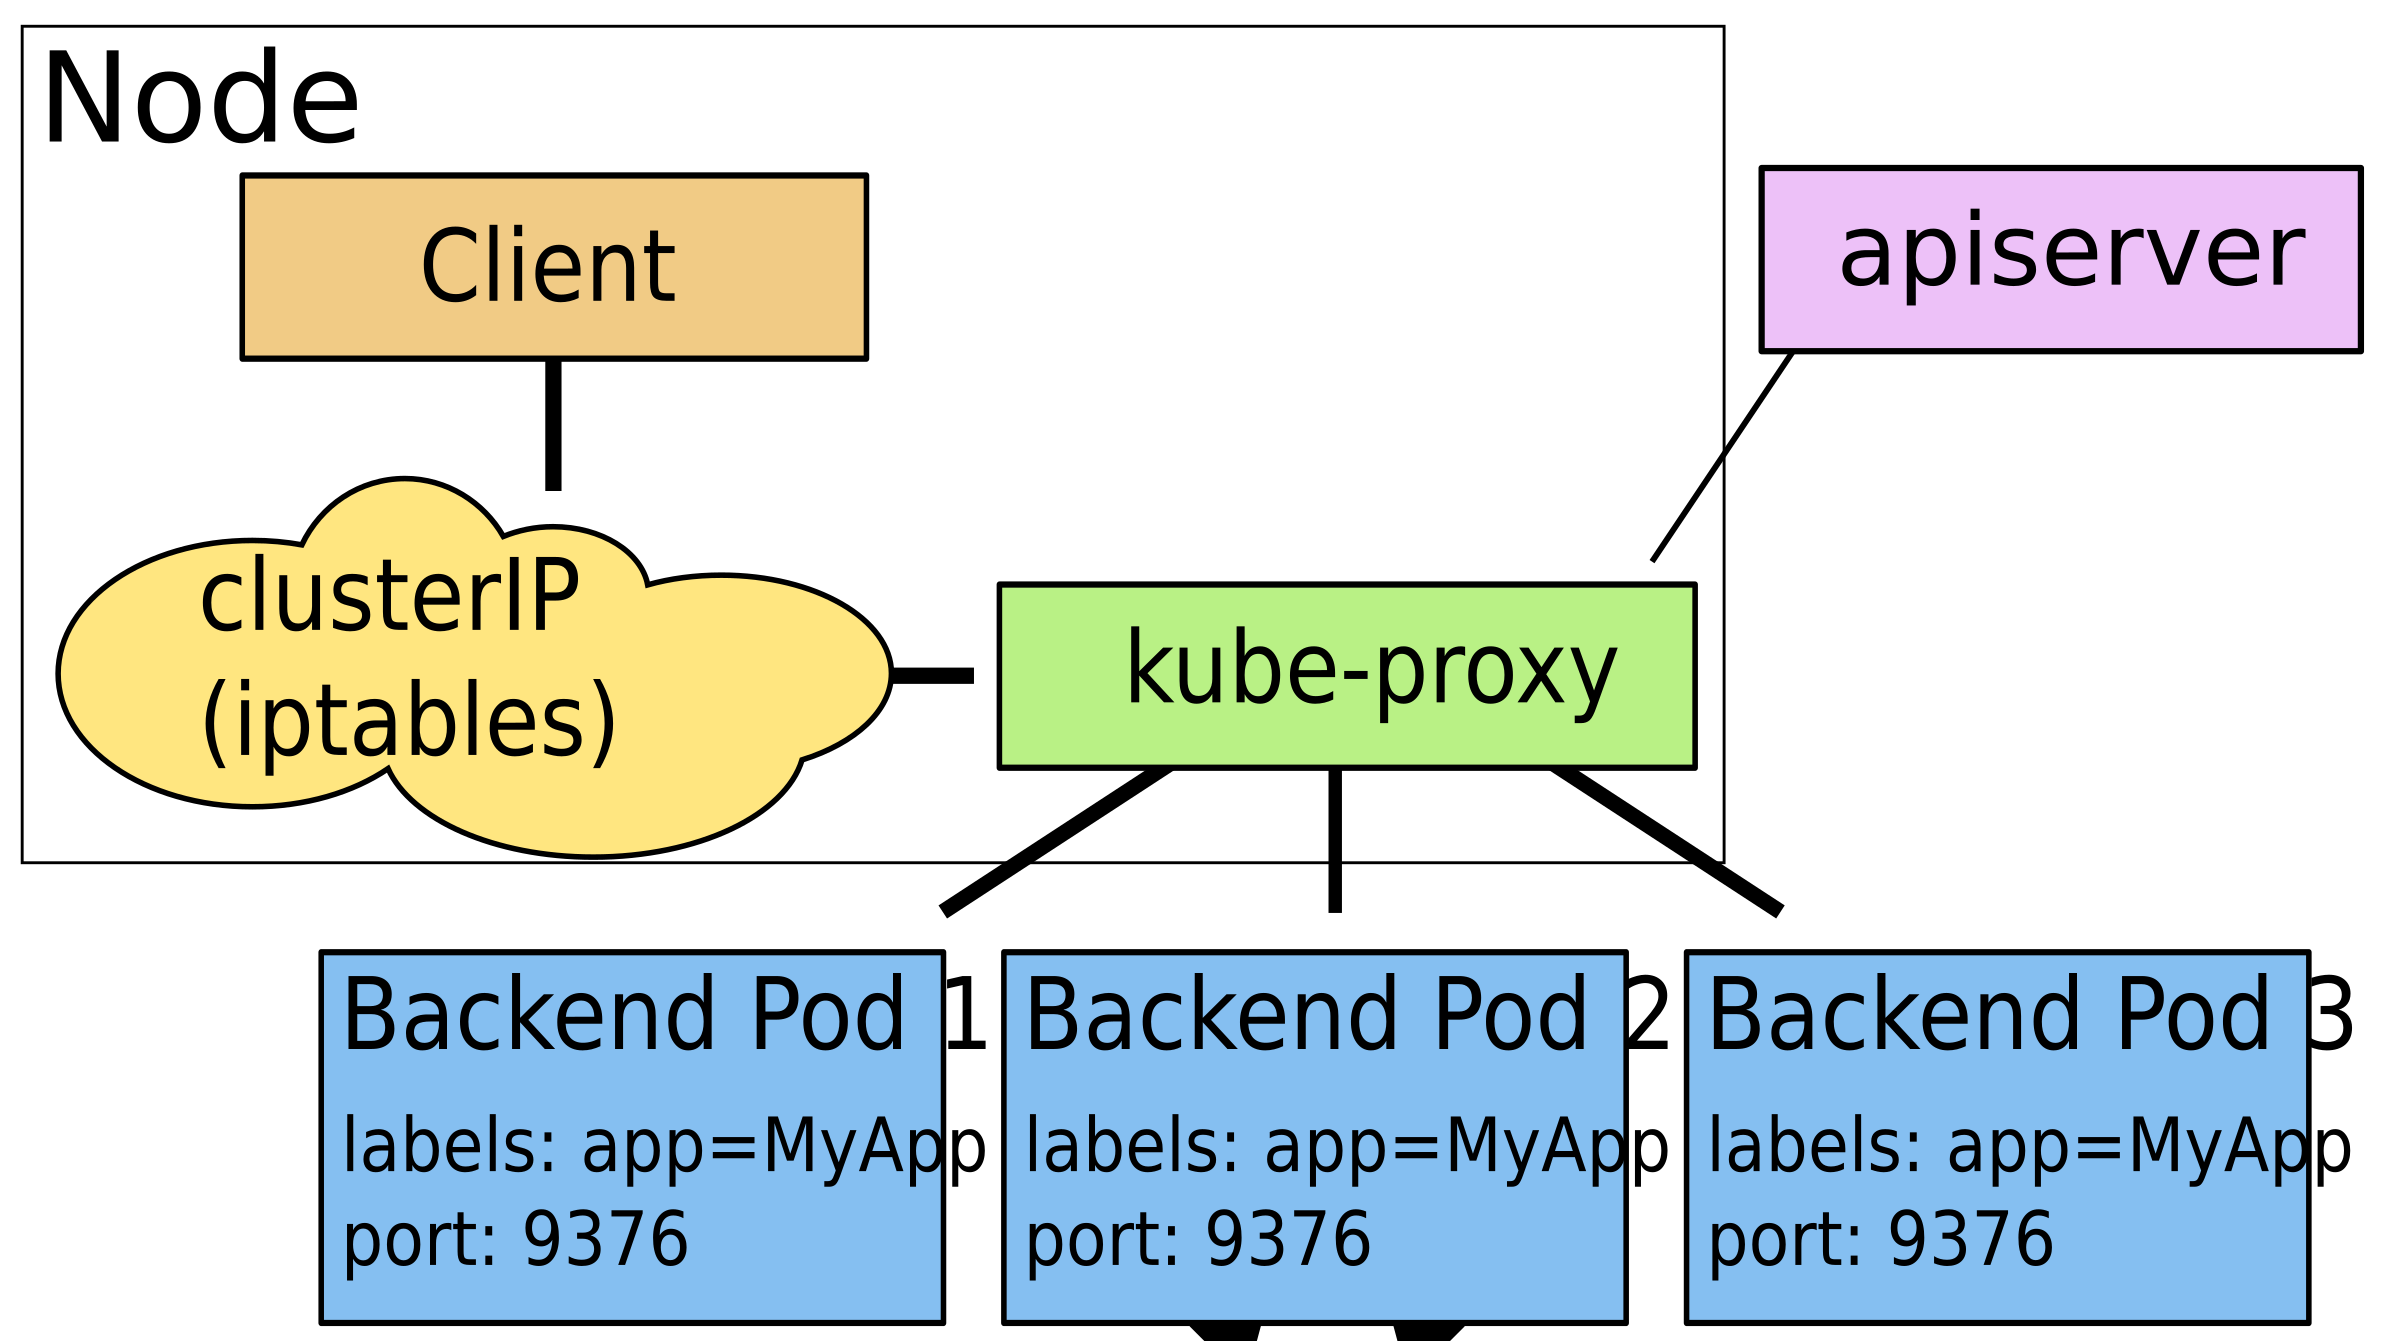 Node
Client
apiserver
clusterIP
(iptables)
kube-proxy
Backend Pod 1
labels: app=MyApp
port: 9376
Backend Pod 2
labels: app=MyApp
port: 9376
Backend Pod 3
labels: app=MyApp
port: 9376